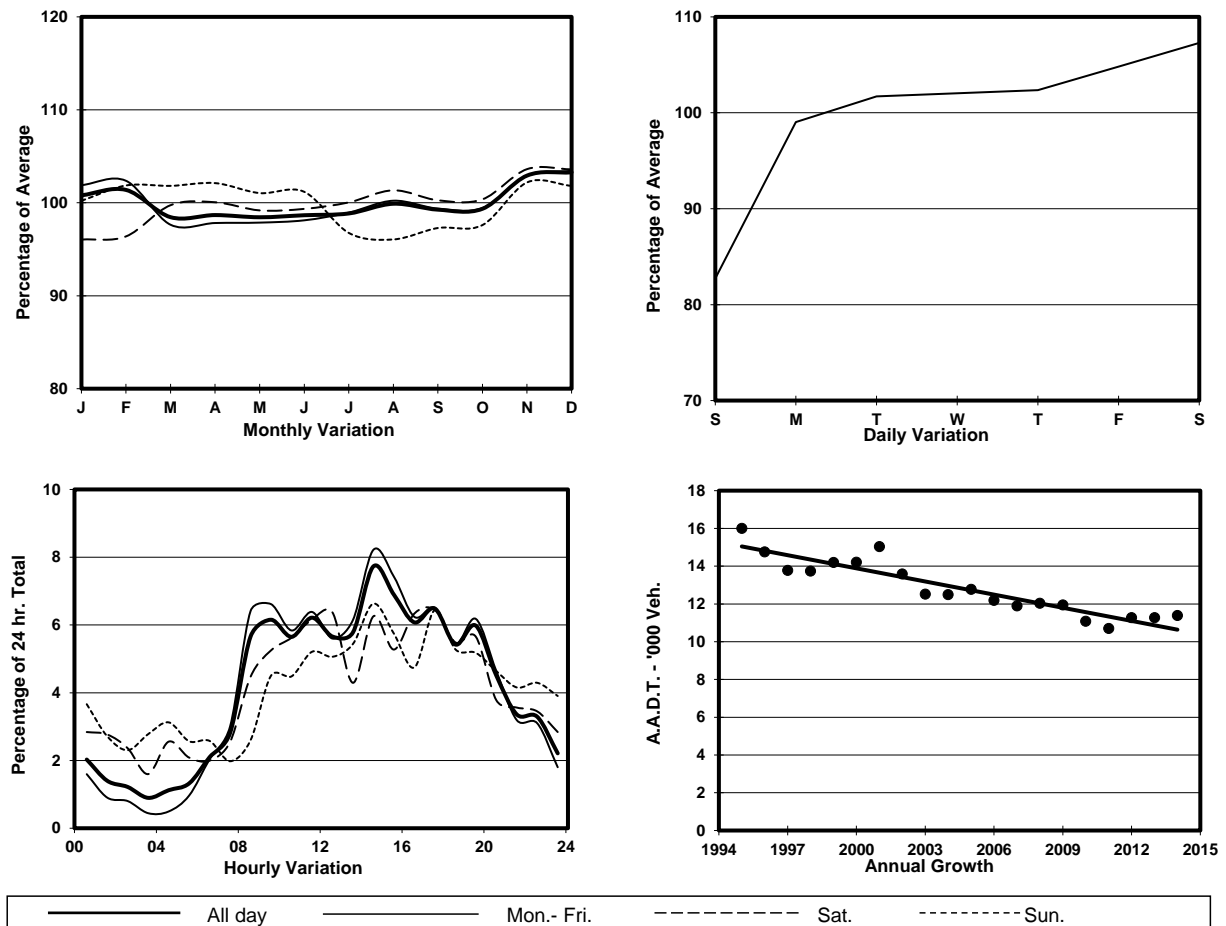 120
110
100
90
80
Percentage of Average
J F M A M J J A S O N D
Monthly Variation
110
100
90
80
70
Percentage of Average
S M T W T F S
Daily Variation
10
8
6
4
2
0
Percentage of 24 hr. Total
00 04 08 12 16 20 24
Hourly Variation
18
16
14
12
10
8
6
4
2
0
A.A.D.T. - '000 Veh.
1994 1997 2000 2003 2006 2009 2012 2015
Annual Growth
All day Mon.- Fri. Sat. Sun.